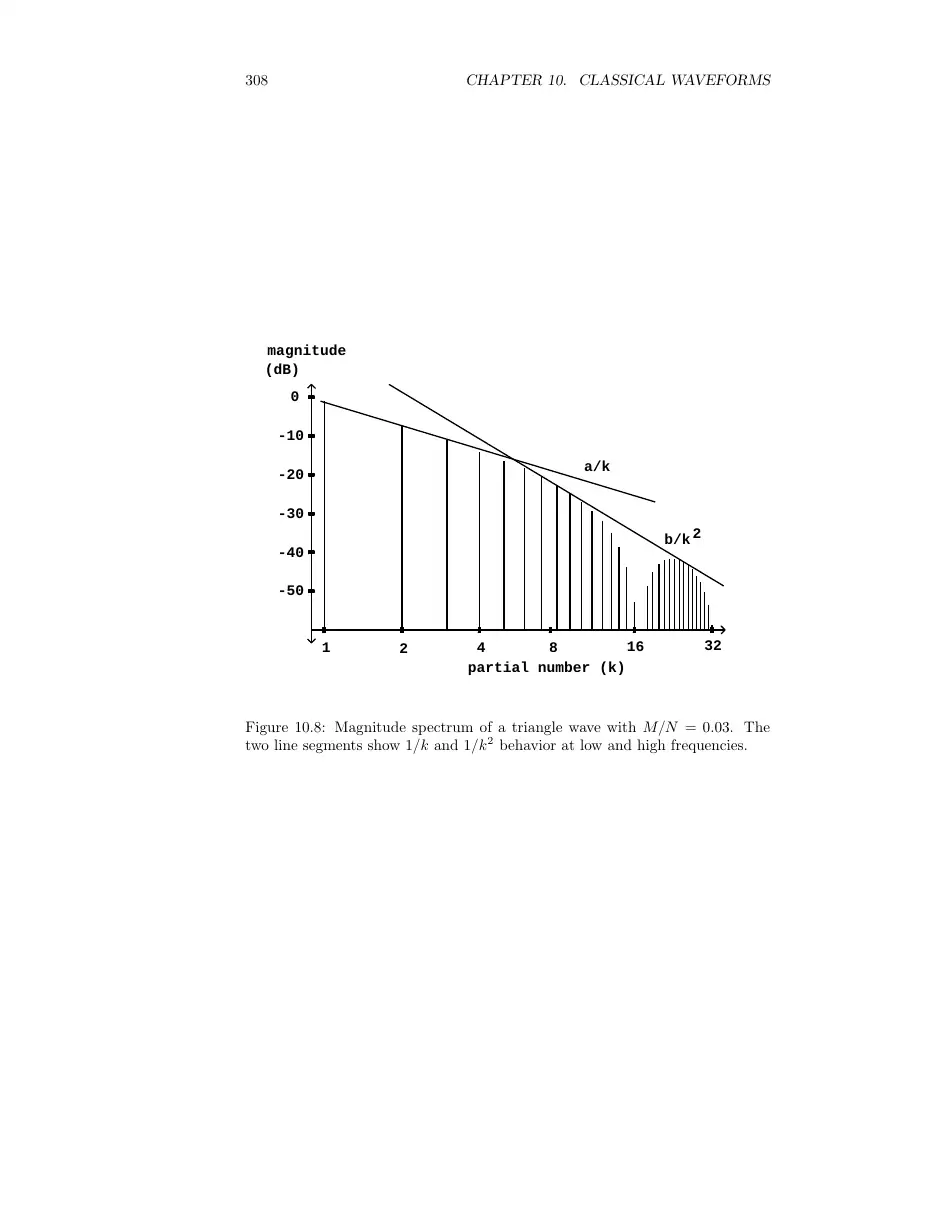 308 CHAPTER 10. CLASSICAL WAVEFORMS
magnitude
(dB)
0
-10
-20
-30
-40
-50
a/k
b/k²
1 2 4 8 16 32
partial number (k)
Figure 10.8: Magnitude spectrum of a triangle wave with M/N = 0.03. The
two line segments show 1/k and 1/k² behavior at low and high frequencies.